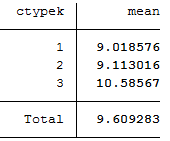 ctypek mean
1 9.018576
2 9.113016
3 10.58567
Total 9.609283